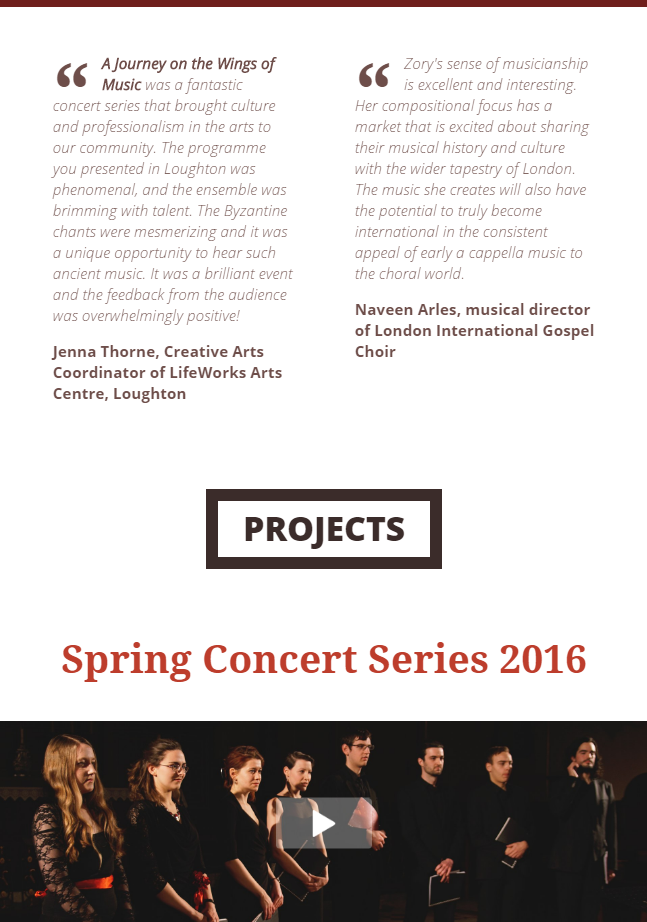 “ A Journey on the Wings of
Music was a fantastic
concert series that brought culture
and professionalism in the arts to
our community. The programme
you presented in Loughton was
phenomenal, and the ensemble was
brimming with talent. The Byzantine
chants were mesmerizing and it was
a unique opportunity to hear such
ancient music. It was a brilliant event
and the feedback from the audience
was overwhelmingly positive!
Jenna Thorne, Creative Arts
Coordinator of LifeWorks Arts
Centre, Loughton
“ Zory's sense of musicianship
is excellent and interesting.
Her compositional focus has a
market that is excited about sharing
their musical history and culture
with the wider tapestry of London.
The music she creates will also have
the potential to truly become
international in the consistent
appeal of early a cappella music to
the choral world.
Naveen Arles, musical director
of London International Gospel
Choir
PROJECTS
Spring Concert Series 2016